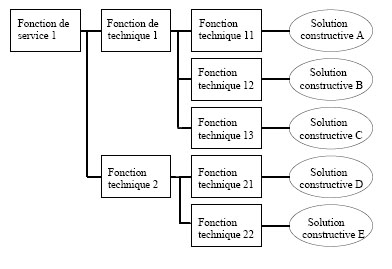 Fonction de
service 1
Fonction de
technique 1
Fonction
technique 11
Solution
constructive A
Fonction
technique 12
Solution
constructive B
Fonction
technique 13
Solution
constructive C
Fonction
technique 2
Fonction
technique 21
Solution
constructive D
Fonction
technique 22
Solution
constructive E